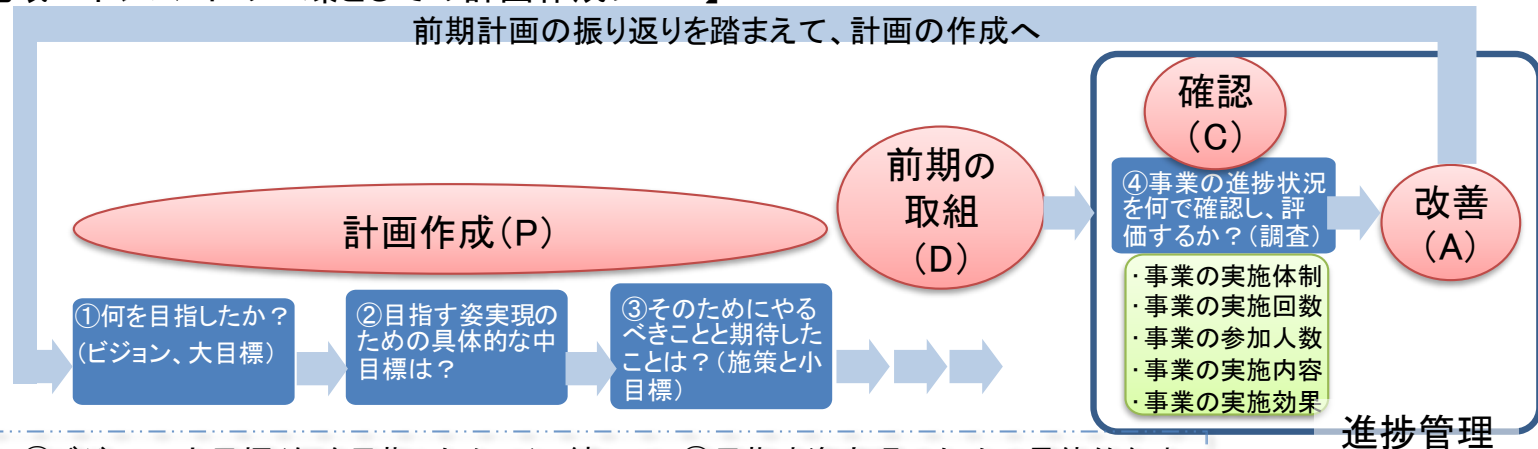 前期計画の振り返りを踏まえて、計画の作成へ
計画作成(P)
前期の
取組
(D)
確認
(C)
改善
(A)
①何を目指したか？
(ビジョン、大目標)
②目指す姿実現の
ための具体的な中
目標は？
③そのためにやる
べきことと期待した
ことは？(施策と小
目標)
④事業の進捗状況
を何で確認し、評
価するか？(調査)
・事業の実施体制
・事業の実施回数
・事業の参加人数
・事業の実施内容
・事業の実施効果
進捗管理